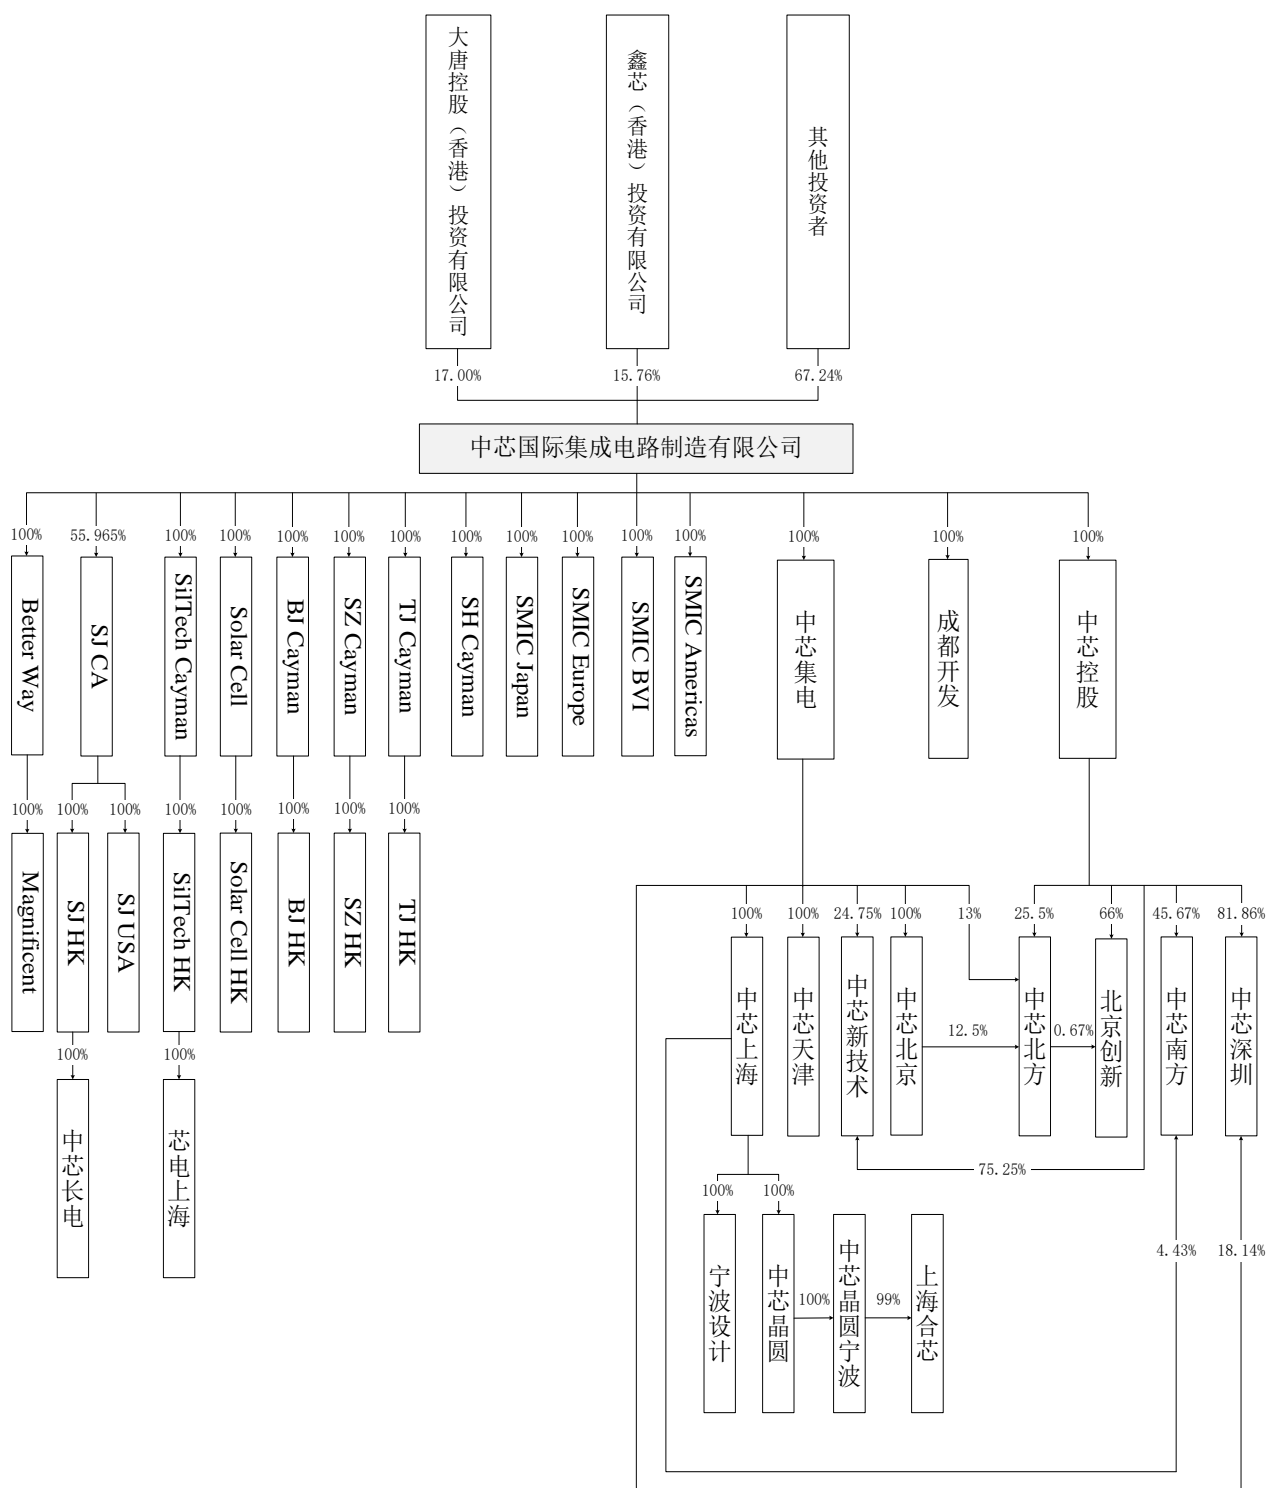 大唐控股（香港）投资有限公司
鑫芯（香港）投资有限公司
其他投资者
17.00%
15.76%
67.24%
中芯国际集成电路制造有限公司
100%
55.965%
100%
100%
100%
100%
100%
100%
100%
100%
100%
100%
100%
100%
100%
Better Way
SJ CA
SilTech Cayman
Solar Cell
BJ Cayman
SZ Cayman
TJ Cayman
SH Cayman
SMIC Japan
SMIC Europe
SMIC BVI
SMIC Americas
中芯集电
成都开发
中芯控股
100%
100%
100%
100%
100%
100%
100%
100%
Magnificent
SJ HK
SJ USA
SilTech HK
Solar Cell HK
BJ HK
SZ HK
TJ HK
100%
100%
24.75%
100%
13%
25.5%
66%
45.67%
81.86%
中芯上海
中芯天津
中芯新技术
中芯北京
12.5%
中芯北方
0.67%
北京创新
中芯南方
中芯深圳
100%
100%
中芯长电
芯电上海
75.25%
100%
100%
4.43%
18.14%
宁波设计
中芯晶圆
100%
中芯晶圆宁波
99%
上海合芯